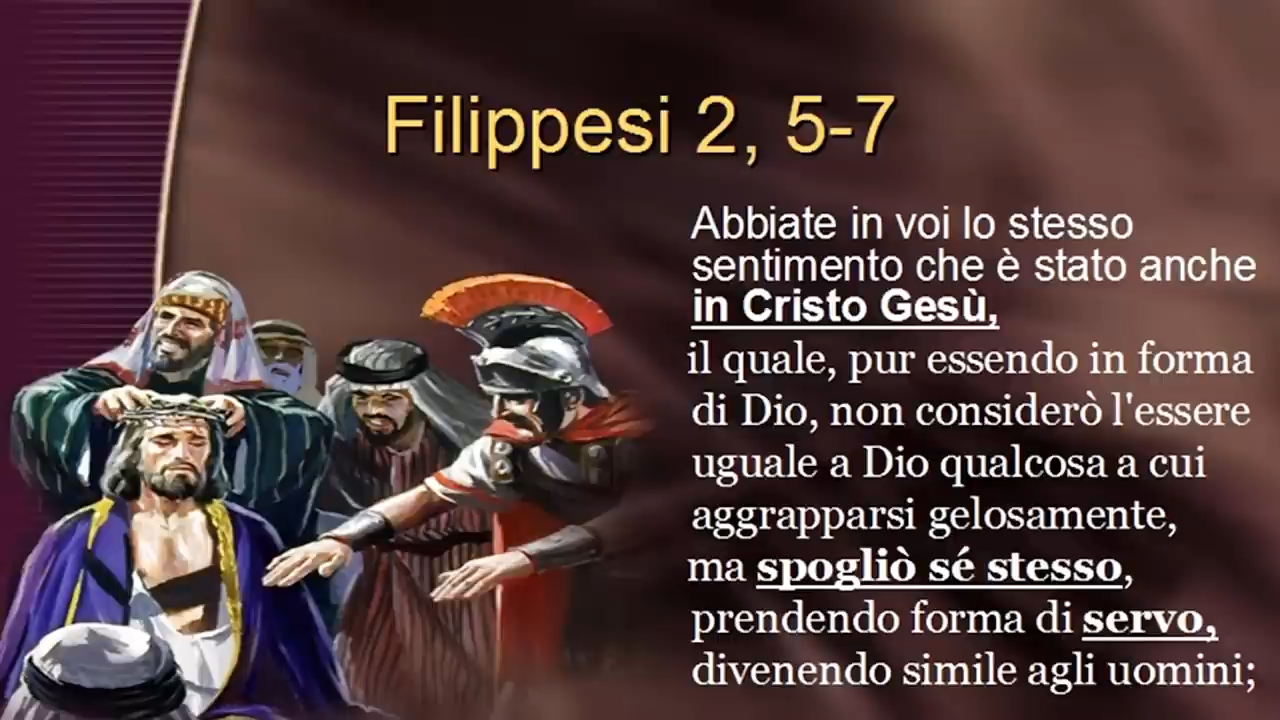 Filippesi 2, 5-7
Abbiate in voi lo stesso
sentimento che è stato anche
in Cristo Gesù,
il quale, pur essendo in forma
di Dio, non considerò l'essere
uguale a Dio qualcosa a cui
aggrapparsi gelosamente,
ma spogliò sé stesso,
prendendo forma di servo,
divenendo simile agli uomini;